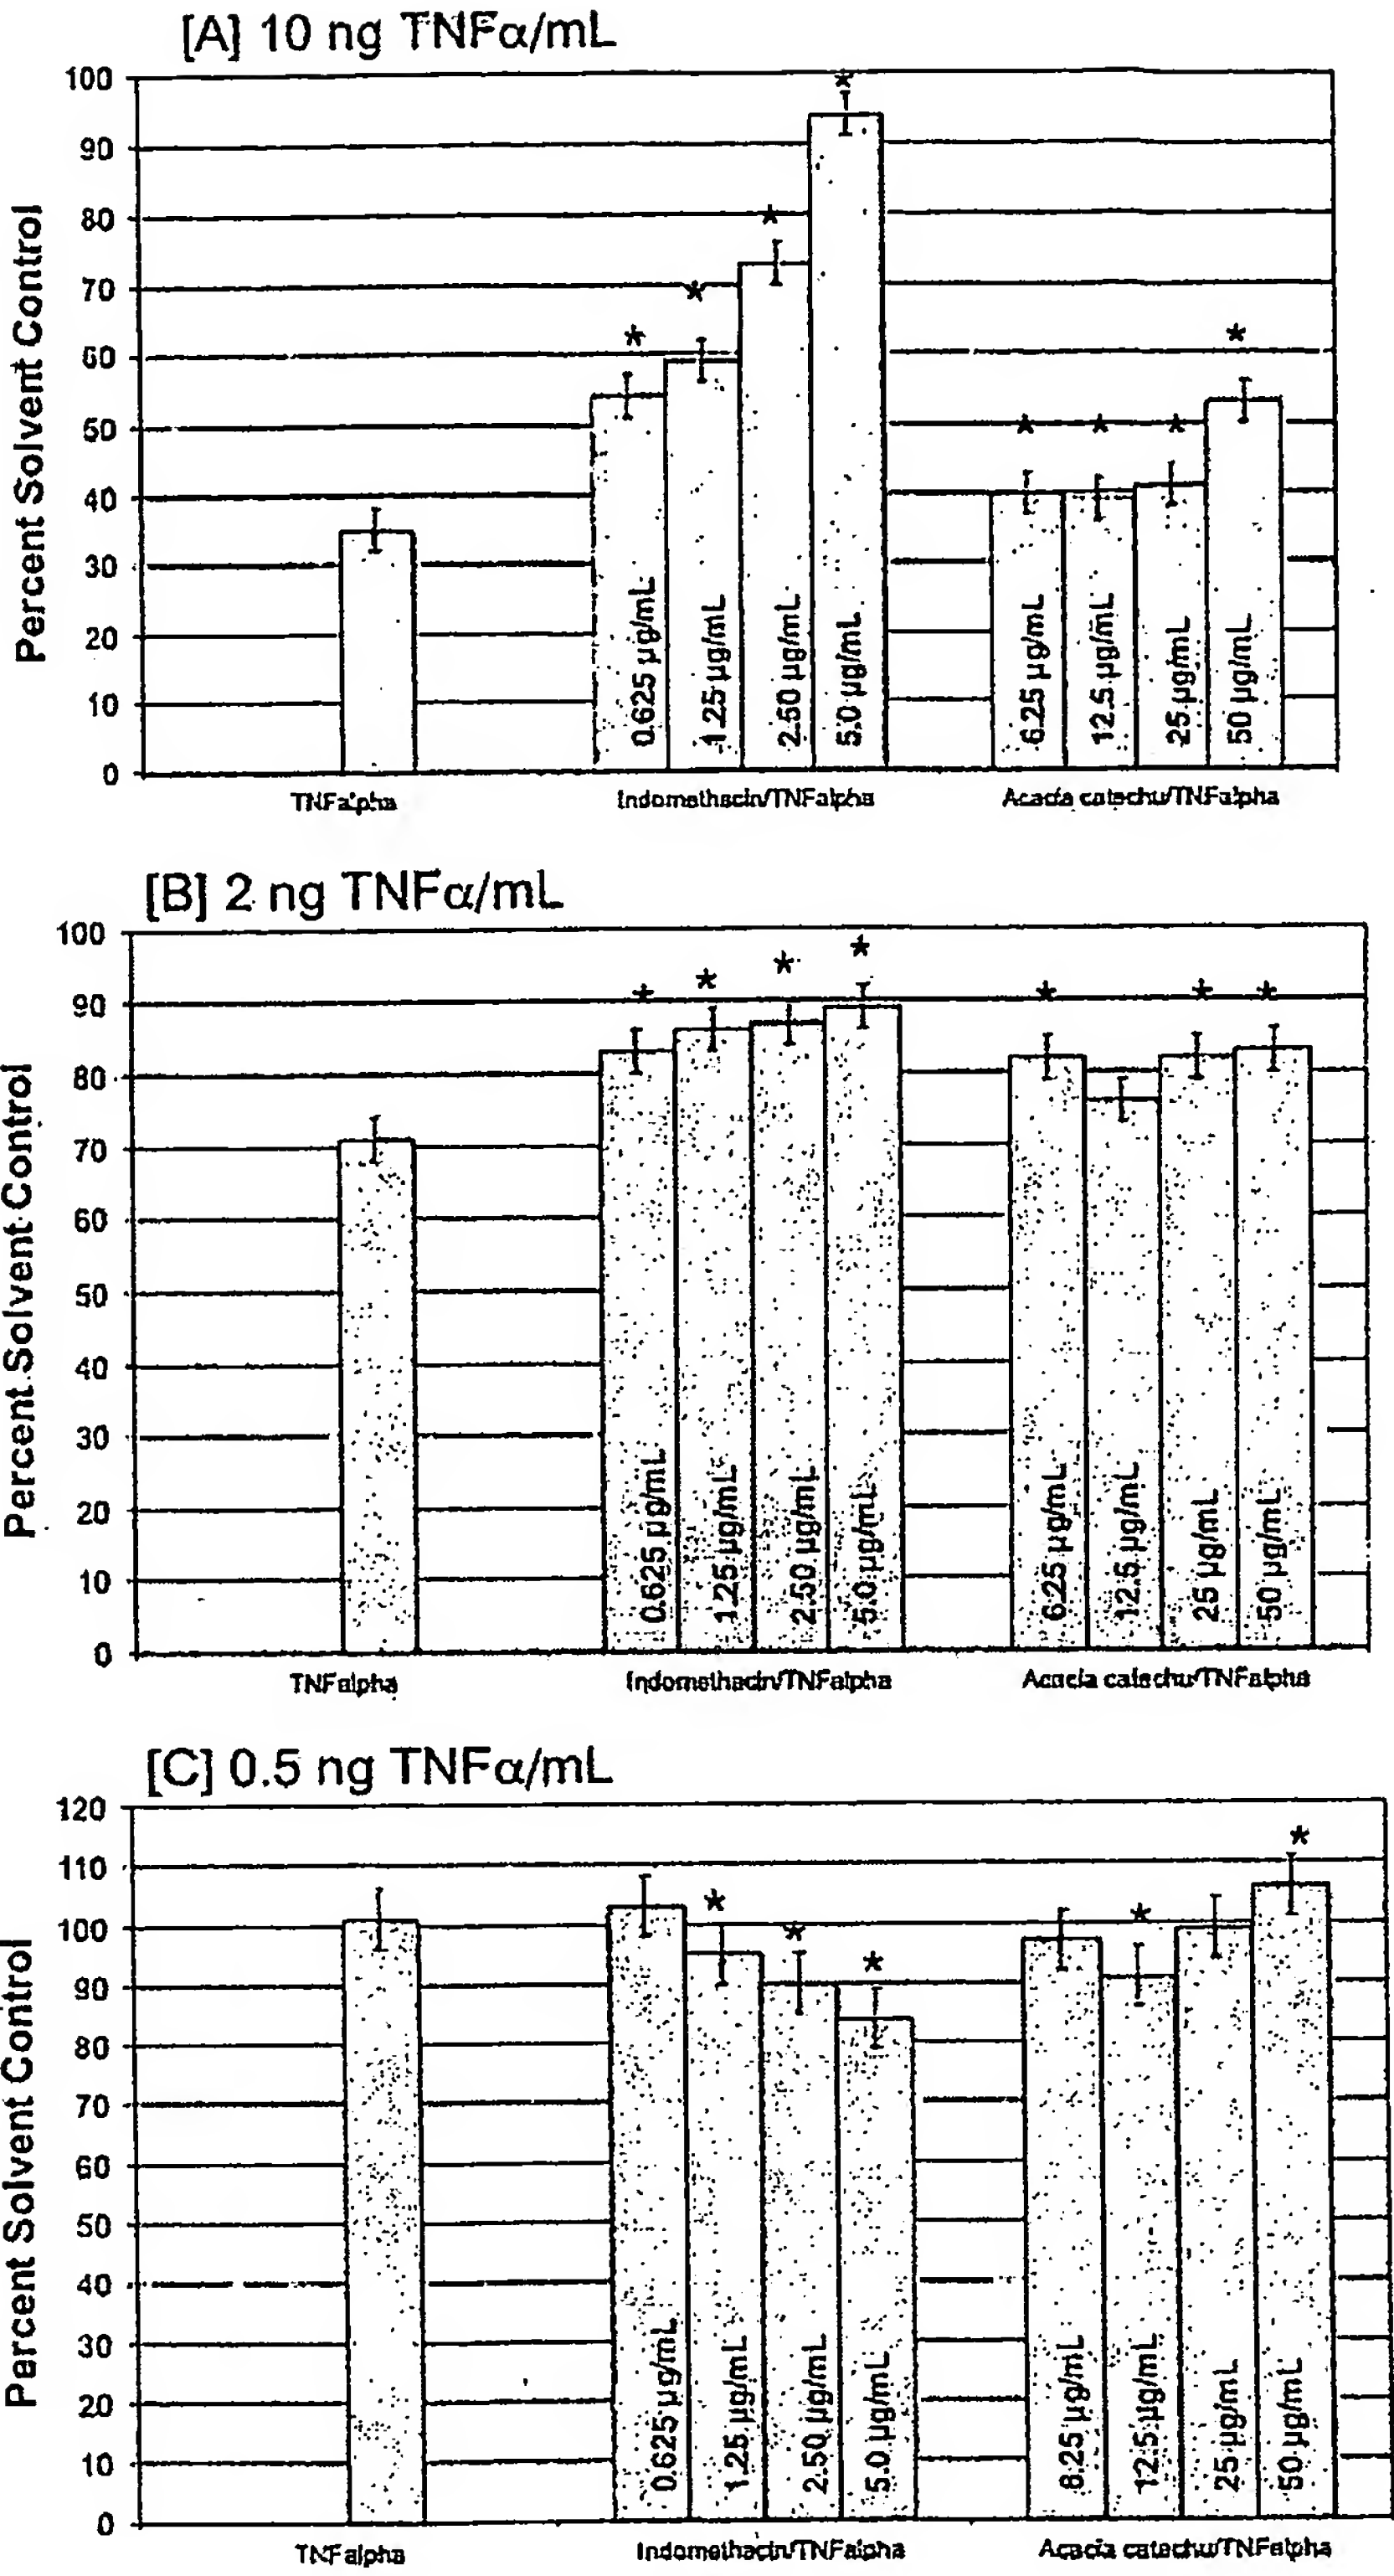 [A] 10 ng TNFα/mL
Percent Solvent Control
100
90
80
70
60
50
40
30
20
10
0
*
*
*
*
*
*
*
*
0.625 µg/mL
1.25 µg/mL
2.50 µg/mL
5.0 µg/mL
6.25 µg/mL
12.5 µg/mL
25 µg/mL
50 µg/mL
TNFalpha
Indomethacin/TNFalpha
Acacia catechu/TNFalpha
[B] 2 ng TNFα/mL
Percent Solvent Control
100
90
80
70
60
50
40
30
20
10
0
*
*
*
*
*
*
*
0.625 µg/mL
1.25 µg/mL
2.50 µg/mL
5.0 µg/mL
6.25 µg/mL
12.5 µg/mL
25 µg/mL
50 µg/mL
TNFalpha
Indomethacin/TNFalpha
Acacia catechu/TNFalpha
[C] 0.5 ng TNFα/mL
Percent Solvent Control
120
110
100
90
80
70
60
50
40
30
20
10
0
*
*
*
*
*
0.625 µg/mL
1.25 µg/mL
2.50 µg/mL
5.0 µg/mL
8.25 µg/mL
12.5 µg/mL
25 µg/mL
50 µg/mL
TNFalpha
Indomethacin/TNFalpha
Acacia catechu/TNFalpha